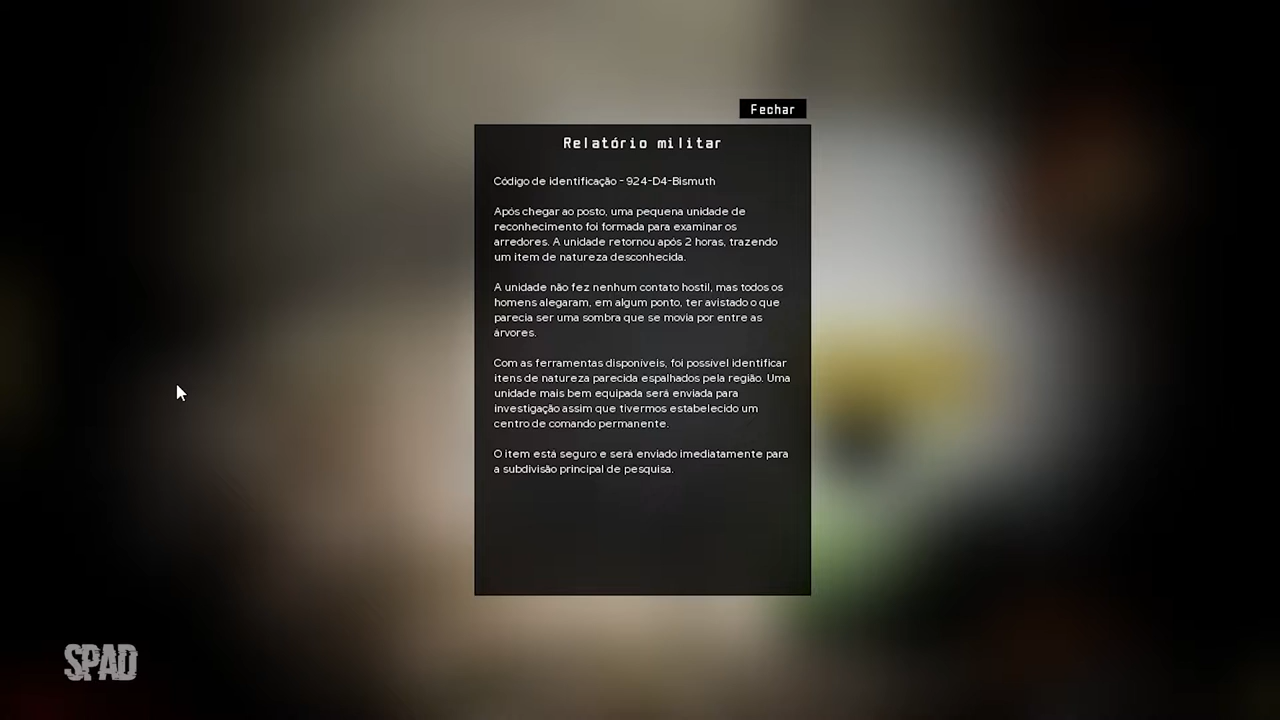 Fechar
Relatório militar
Código de identificação - 924-D4-Bismuth
Após chegar ao posto, uma pequena unidade de
reconhecimento foi formada para examinar os
arredores. A unidade retornou após 2 horas, trazendo
um item de natureza desconhecida.
A unidade não fez nenhum contato hostil, mas todos os
homens alegaram, em algum ponto, ter avistado o que
parecia ser uma sombra que se movia por entre as
árvores.
Com as ferramentas disponíveis, foi possível identificar
itens de natureza parecida espalhados pela região. Uma
unidade mais bem equipada será enviada para
investigação assim que tivermos estabelecido um
centro de comando permanente.
O item está seguro e será enviado imediatamente para
a subdivisão principal de pesquisa.
SPAD